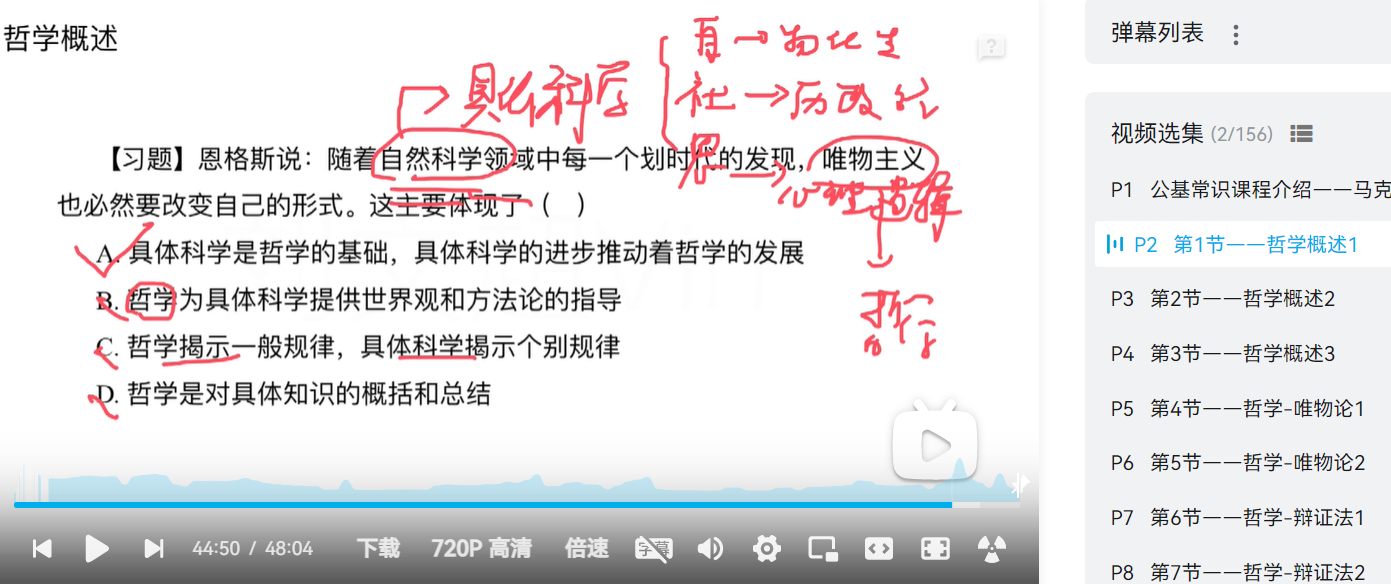 哲学概述
自→物化生
具体科学
社→历政经
【习题】恩格斯说：随着自然科学领域中每一个划时代的发现，唯物主义
思→心理 逻辑
也必然要改变自己的形式。这主要体现了（ ）
A. 具体科学是哲学的基础，具体科学的进步推动着哲学的发展
B. 哲学为具体科学提供世界观和方法论的指导
哲学
C. 哲学揭示一般规律，具体科学揭示个别规律
D. 哲学是对具体知识的概括和总结
44:50 / 48:04
下载
720P 高清
倍速
字幕
弹幕列表
视频选集 (2/156)
P1 公基常识课程介绍——马克
P2 第1节——哲学概述1
P3 第2节——哲学概述2
P4 第3节——哲学概述3
P5 第4节——哲学-唯物论1
P6 第5节——哲学-唯物论2
P7 第6节——哲学-辩证法1
P8 第7节——哲学-辩证法2